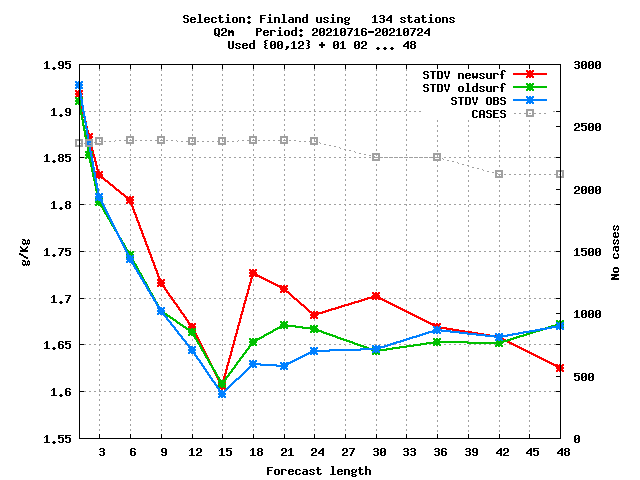 Selection: Finland using   134 stations
Q2m   Period: 20210716-20210724
Used {00,12} + 01 02 ... 48
STDV newsurf
STDV oldsurf
STDV OBS
CASES
1.95
1.9
1.85
1.8
1.75
1.7
1.65
1.6
1.55
g/Kg
3000
2500
2000
1500
1000
500
0
No cases
3 6 9 12 15 18 21 24 27 30 33 36 39 42 45 48
Forecast length